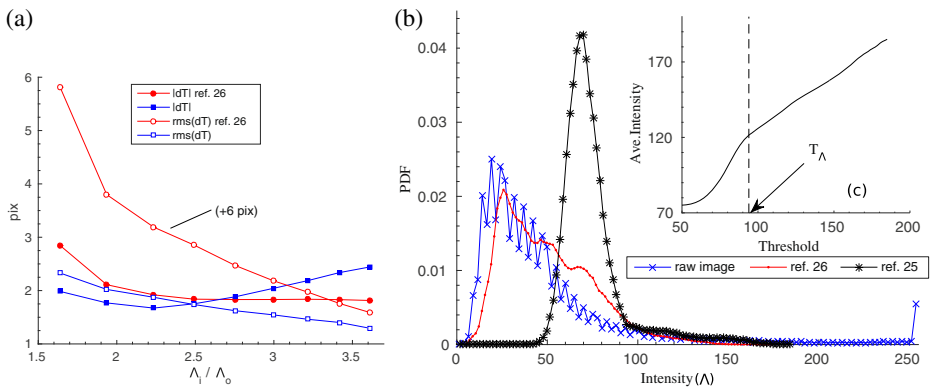 (a)
pix
6
5
4
3
2
1
1.5
2
2.5
3
3.5
Λi / Λo
|dT| ref. 26
|dT|
rms(dT) ref. 26
rms(dT)
(+6 pix)
(b)
PDF
0.04
0.03
0.02
0.01
0
0
50
100
150
200
250
Intensity(Λ)
raw image
ref. 26
ref. 25
Ave.Intensity
170
120
70
50
100
150
200
Threshold
TΛ
(c)